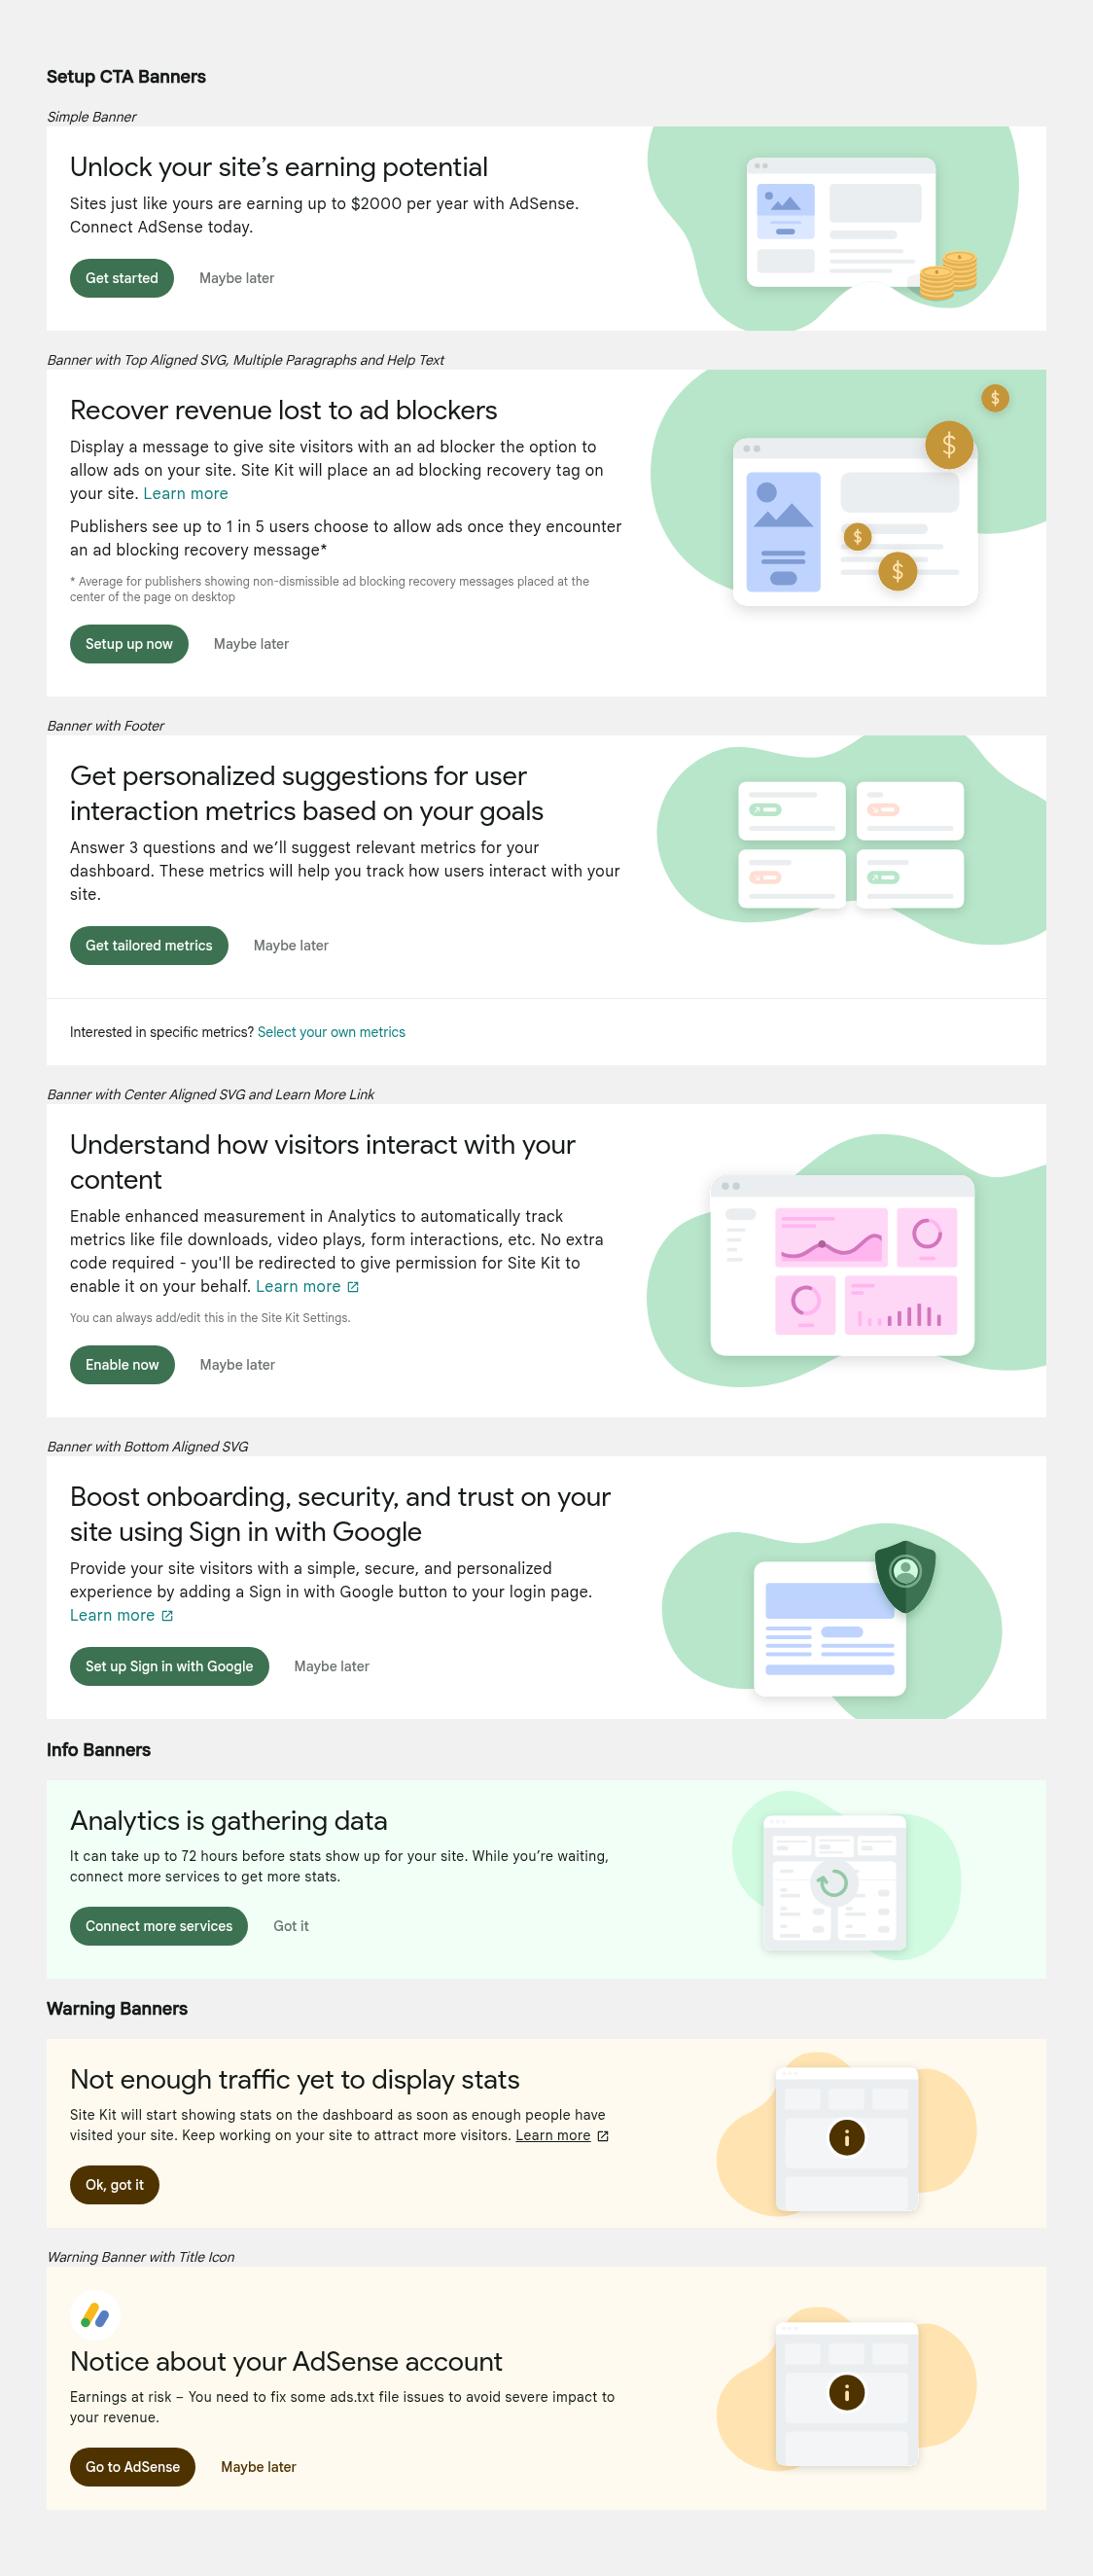 Setup CTA Banners
Simple Banner
Unlock your site’s earning potential
Sites just like yours are earning up to $2000 per year with AdSense.
Connect AdSense today.
Get started Maybe later
Banner with Top Aligned SVG, Multiple Paragraphs and Help Text
Recover revenue lost to ad blockers
Display a message to give site visitors with an ad blocker the option to
allow ads on your site. Site Kit will place an ad blocking recovery tag on
your site. Learn more
Publishers see up to 1 in 5 users choose to allow ads once they encounter
an ad blocking recovery message*
* Average for publishers showing non-dismissible ad blocking recovery messages placed at the
center of the page on desktop
Setup up now Maybe later
$
$
$
$
Banner with Footer
Get personalized suggestions for user
interaction metrics based on your goals
Answer 3 questions and we’ll suggest relevant metrics for your
dashboard. These metrics will help you track how users interact with your
site.
Get tailored metrics Maybe later
Interested in specific metrics? Select your own metrics
Banner with Center Aligned SVG and Learn More Link
Understand how visitors interact with your
content
Enable enhanced measurement in Analytics to automatically track
metrics like file downloads, video plays, form interactions, etc. No extra
code required - you'll be redirected to give permission for Site Kit to
enable it on your behalf. Learn more
You can always add/edit this in the Site Kit Settings.
Enable now Maybe later
Banner with Bottom Aligned SVG
Boost onboarding, security, and trust on your
site using Sign in with Google
Provide your site visitors with a simple, secure, and personalized
experience by adding a Sign in with Google button to your login page.
Learn more
Set up Sign in with Google Maybe later
Info Banners
Analytics is gathering data
It can take up to 72 hours before stats show up for your site. While you’re waiting,
connect more services to get more stats.
Connect more services Got it
Warning Banners
Not enough traffic yet to display stats
Site Kit will start showing stats on the dashboard as soon as enough people have
visited your site. Keep working on your site to attract more visitors. Learn more
Ok, got it
Warning Banner with Title Icon
Notice about your AdSense account
Earnings at risk – You need to fix some ads.txt file issues to avoid severe impact to
your revenue.
Go to AdSense Maybe later